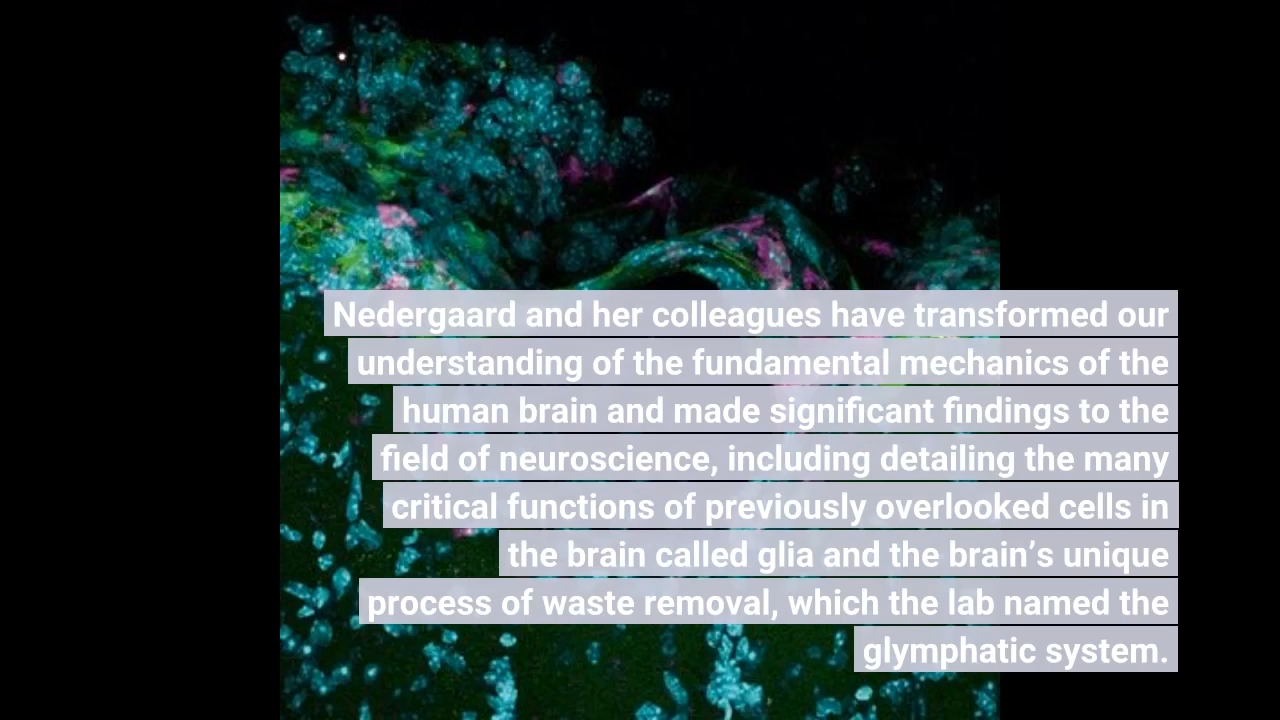 Nedergaard and her colleagues have transformed our
understanding of the fundamental mechanics of the
human brain and made significant findings to the
field of neuroscience, including detailing the many
critical functions of previously overlooked cells in
the brain called glia and the brain’s unique
process of waste removal, which the lab named the
glymphatic system.